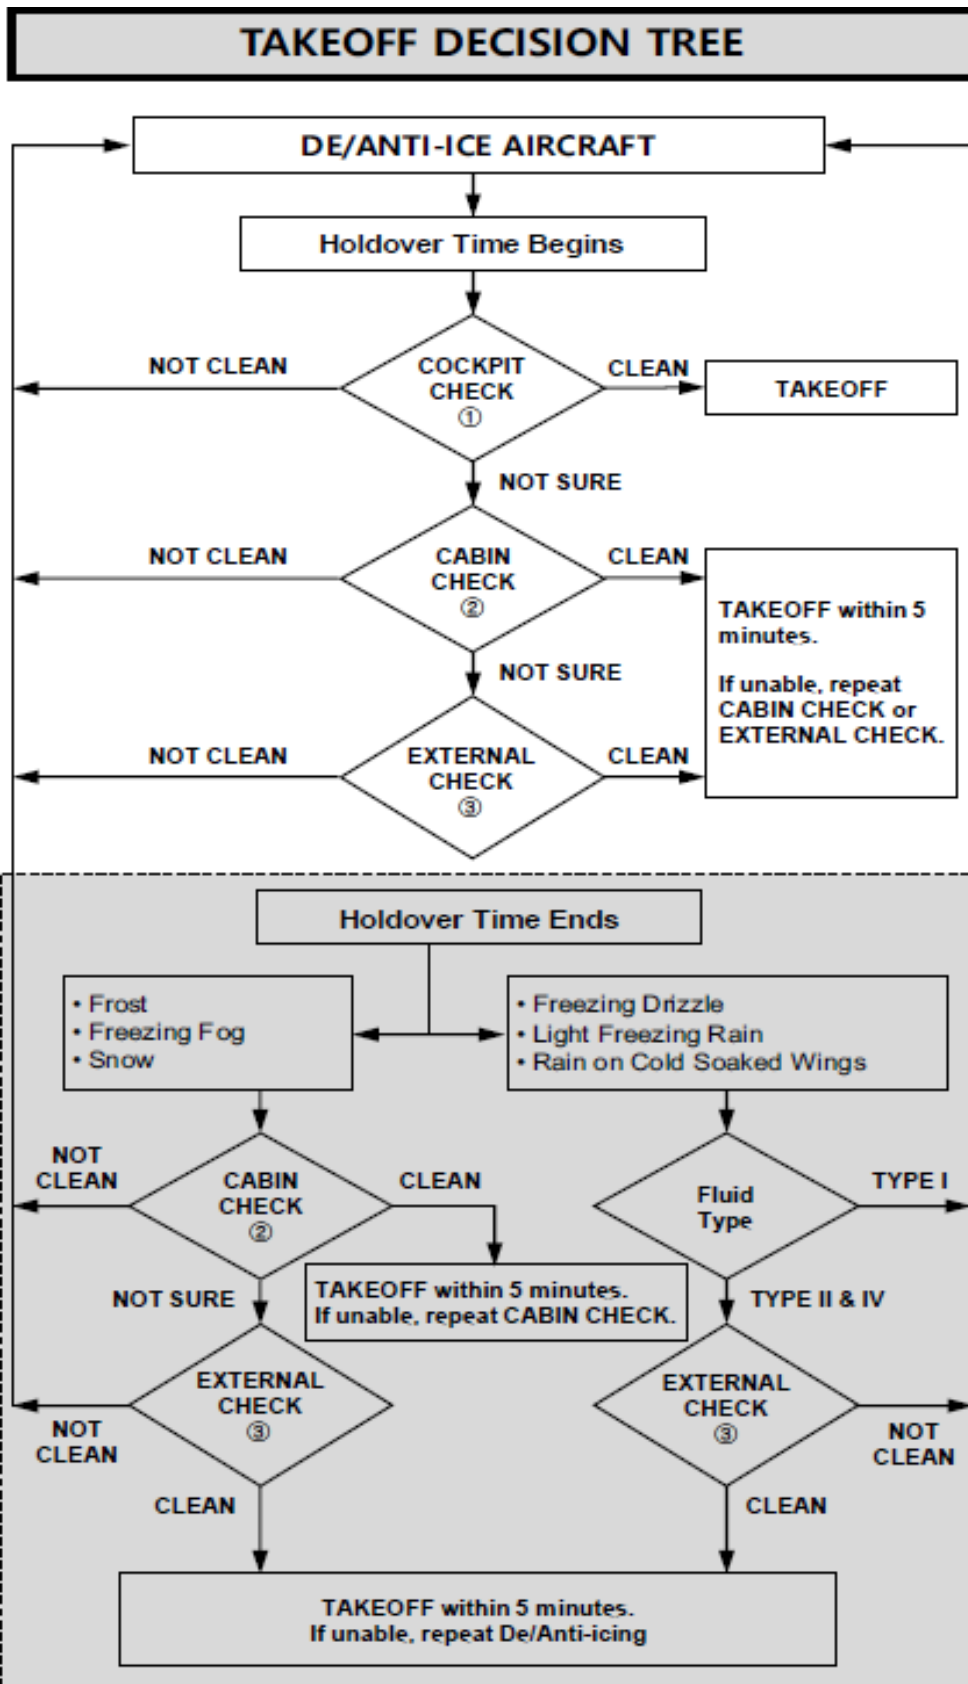 TAKEOFF DECISION TREE
DE/ANTI-ICE AIRCRAFT
Holdover Time Begins
NOT CLEAN
COCKPIT
CHECK
①
CLEAN
TAKEOFF
NOT SURE
NOT CLEAN
CABIN
CHECK
②
CLEAN
TAKEOFF within 5
minutes.
If unable, repeat
CABIN CHECK or
EXTERNAL CHECK.
NOT SURE
NOT CLEAN
EXTERNAL
CHECK
③
CLEAN
Holdover Time Ends
• Frost
• Freezing Fog
• Snow
• Freezing Drizzle
• Light Freezing Rain
• Rain on Cold Soaked Wings
NOT
CLEAN
CABIN
CHECK
②
CLEAN
Fluid
Type
TYPE I
TAKEOFF within 5 minutes.
If unable, repeat CABIN CHECK.
NOT SURE
TYPE II & IV
EXTERNAL
CHECK
③
NOT
CLEAN
EXTERNAL
CHECK
③
NOT
CLEAN
CLEAN
CLEAN
TAKEOFF within 5 minutes.
If unable, repeat De/Anti-icing